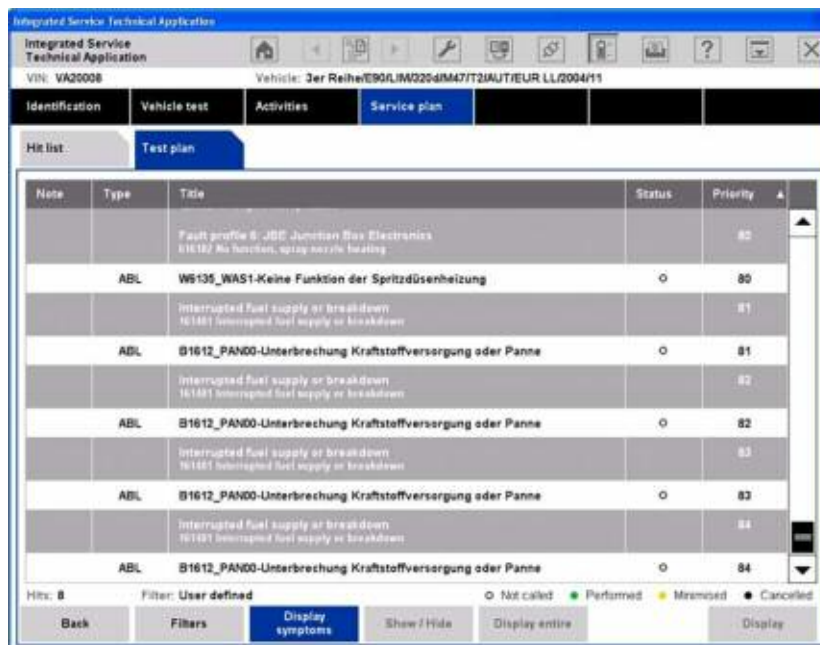 Integrated Service Technical Application
Integrated Service
Technical Application
VIN: VA20008
Vehicle: 3er Reihe/E90/LIM/320d/M47/T2/AUT/EUR LL/2004/11
Identification
Vehicle test
Activities
Service plan
Hit list
Test plan
Note
Type
Title
Status
Priority
Fault profile 6: JBE Junction Box Electronics
80
No function, spray nozzle heating
ABL
W6135_WAS1-Keine Funktion der Spritzdüsenheizung
80
Interrupted fuel supply or breakdown
81
161401 Interrupted fuel supply or breakdown
ABL
B1612_PAN00-Unterbrechung Kraftstoffversorgung oder Panne
81
Interrupted fuel supply or breakdown
82
161401 Interrupted fuel supply or breakdown
ABL
B1612_PAN00-Unterbrechung Kraftstoffversorgung oder Panne
82
Interrupted fuel supply or breakdown
83
161401 Interrupted fuel supply or breakdown
ABL
B1612_PAN00-Unterbrechung Kraftstoffversorgung oder Panne
83
Interrupted fuel supply or breakdown
84
161401 Interrupted fuel supply or breakdown
ABL
B1612_PAN00-Unterbrechung Kraftstoffversorgung oder Panne
84
Hits: 8
Filter: User defined
Not called
Performed
Minimised
Cancelled
Back
Filters
Display
symptoms
Show / Hide
Display entire
Display